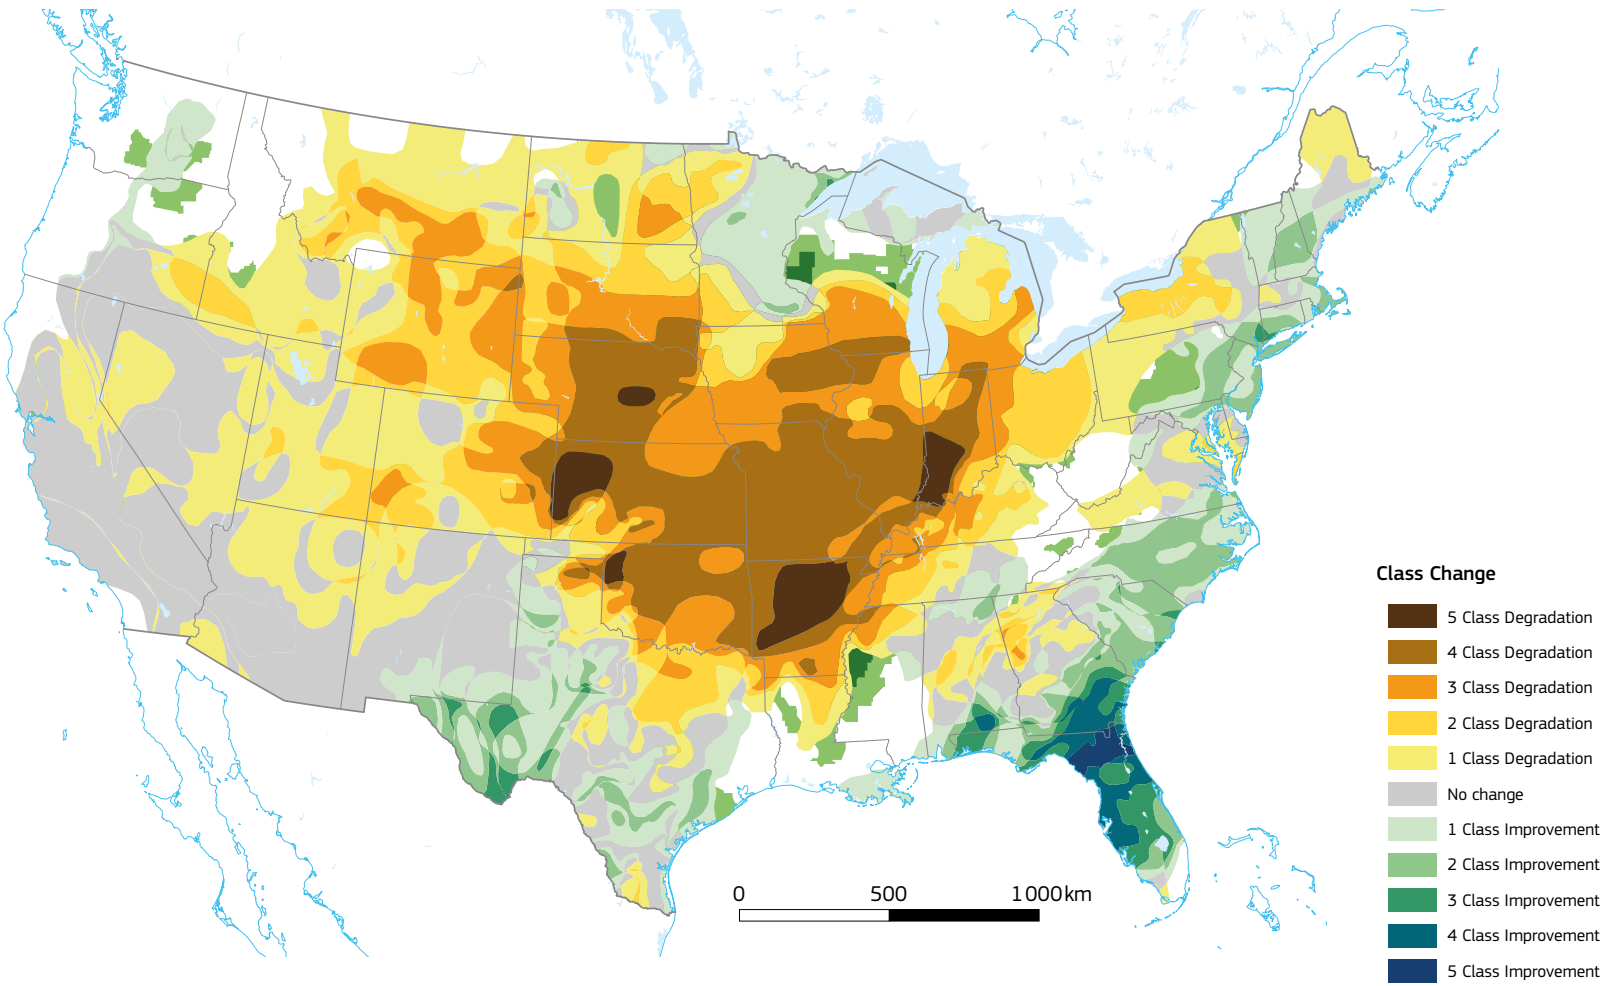 Class Change
5 Class Degradation
4 Class Degradation
3 Class Degradation
2 Class Degradation
1 Class Degradation
No change
1 Class Improvement
2 Class Improvement
3 Class Improvement
4 Class Improvement
5 Class Improvement
0 500 1000km